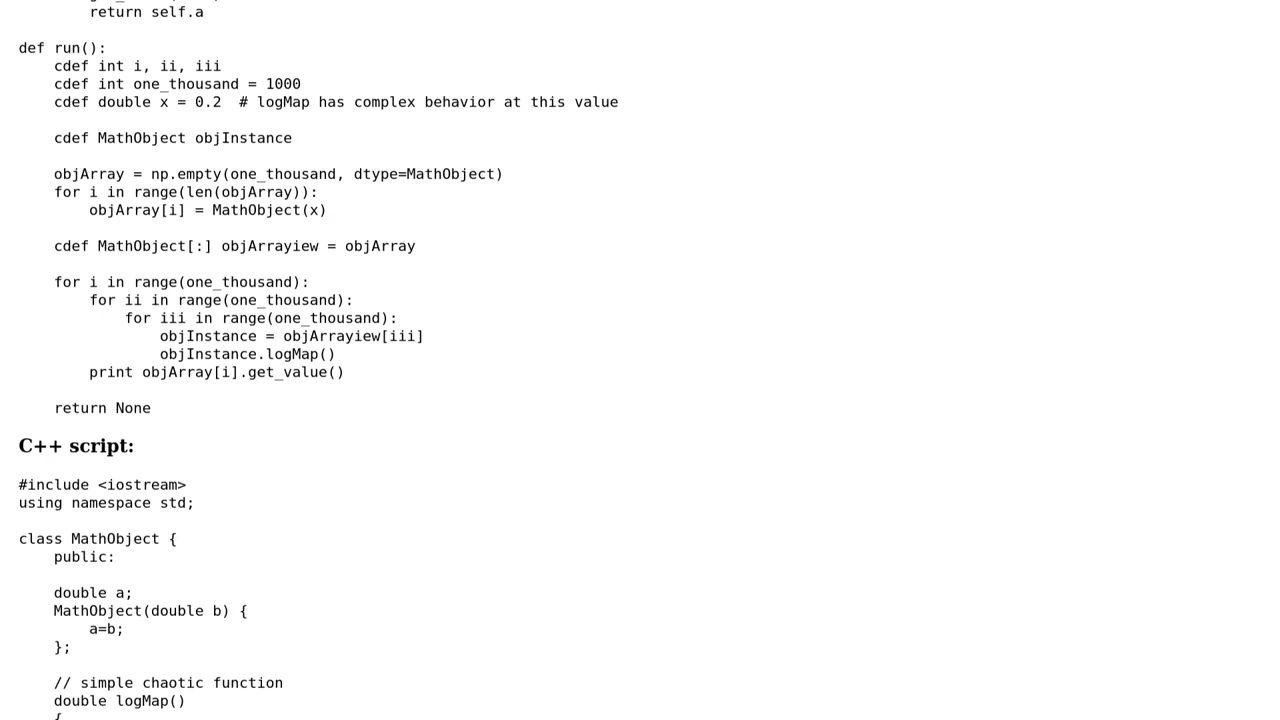 return self.a

def run():
    cdef int i, ii, iii
    cdef int one_thousand = 1000
    cdef double x = 0.2  # logMap has complex behavior at this value

    cdef MathObject objInstance

    objArray = np.empty(one_thousand, dtype=MathObject)
    for i in range(len(objArray)):
        objArray[i] = MathObject(x)

    cdef MathObject[:] objArrayiew = objArray

    for i in range(one_thousand):
        for ii in range(one_thousand):
            for iii in range(one_thousand):
                objInstance = objArrayiew[iii]
                objInstance.logMap()
        print objArray[i].get_value()

    return None
C++ script:
#include <iostream>
using namespace std;

class MathObject {
    public:

    double a;
    MathObject(double b) {
        a=b;
    };

    // simple chaotic function
    double logMap()
    {